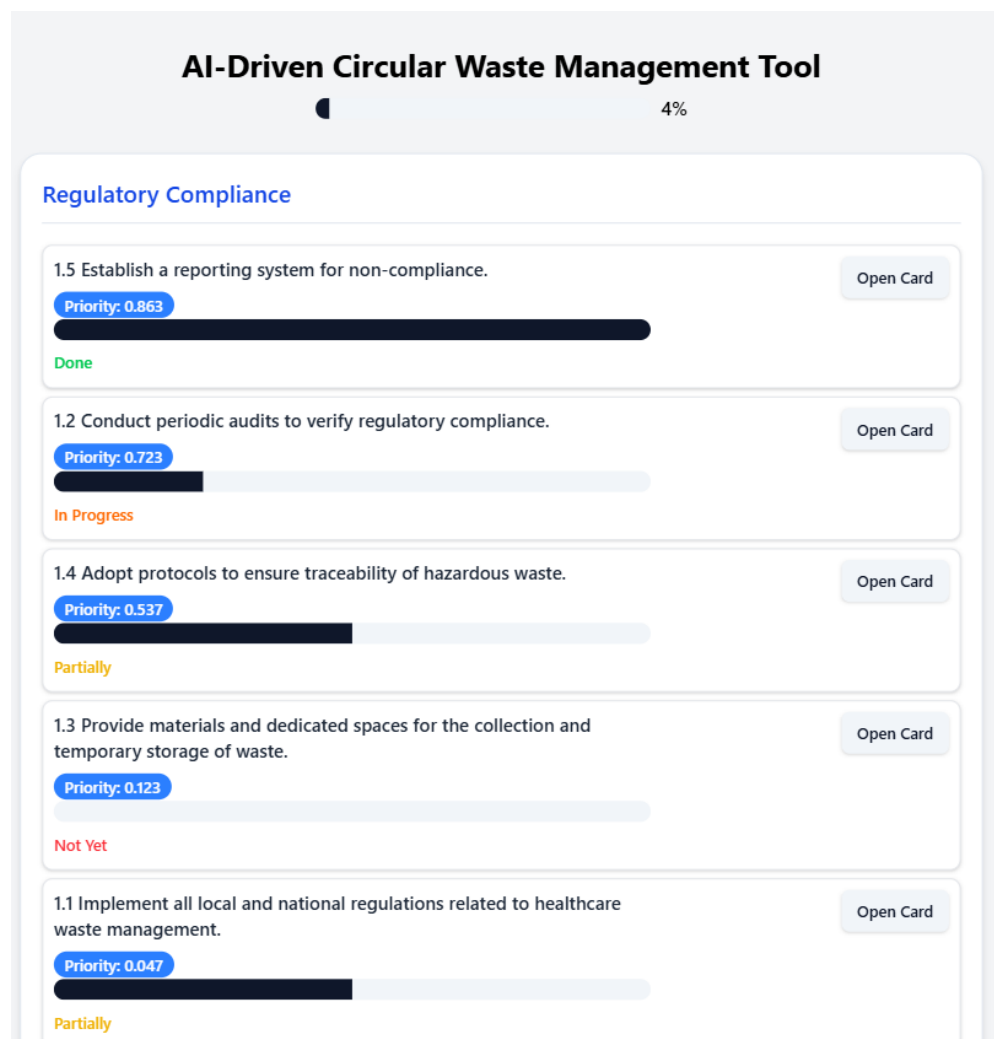 AI-Driven Circular Waste Management Tool
4%
Regulatory Compliance
1.5 Establish a reporting system for non-compliance.
Open Card
Priority: 0.863
Done
1.2 Conduct periodic audits to verify regulatory compliance.
Open Card
Priority: 0.723
In Progress
1.4 Adopt protocols to ensure traceability of hazardous waste.
Open Card
Priority: 0.537
Partially
1.3 Provide materials and dedicated spaces for the collection and
temporary storage of waste.
Open Card
Priority: 0.123
Not Yet
1.1 Implement all local and national regulations related to healthcare
waste management.
Open Card
Priority: 0.047
Partially